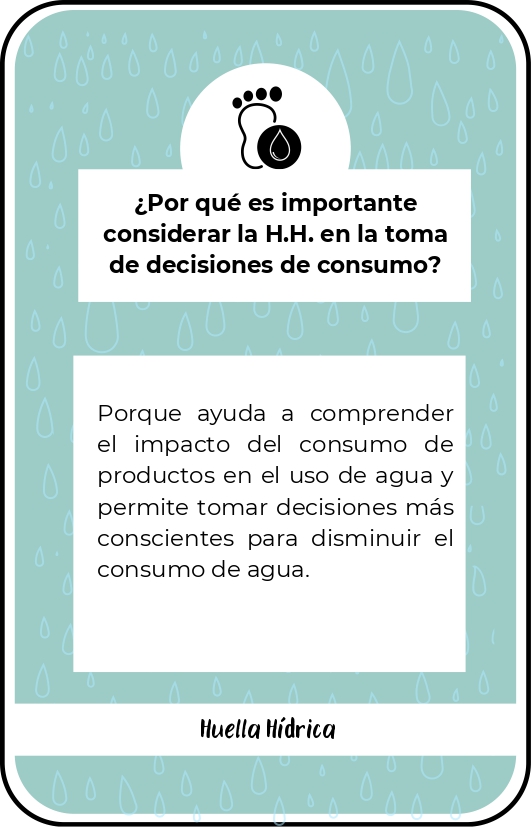 ¿Por qué es importante
considerar la H.H. en la toma
de decisiones de consumo?
Porque ayuda a comprender
el impacto del consumo de
productos en el uso de agua y
permite tomar decisiones más
conscientes para disminuir el
consumo de agua.
Huella Hídrica